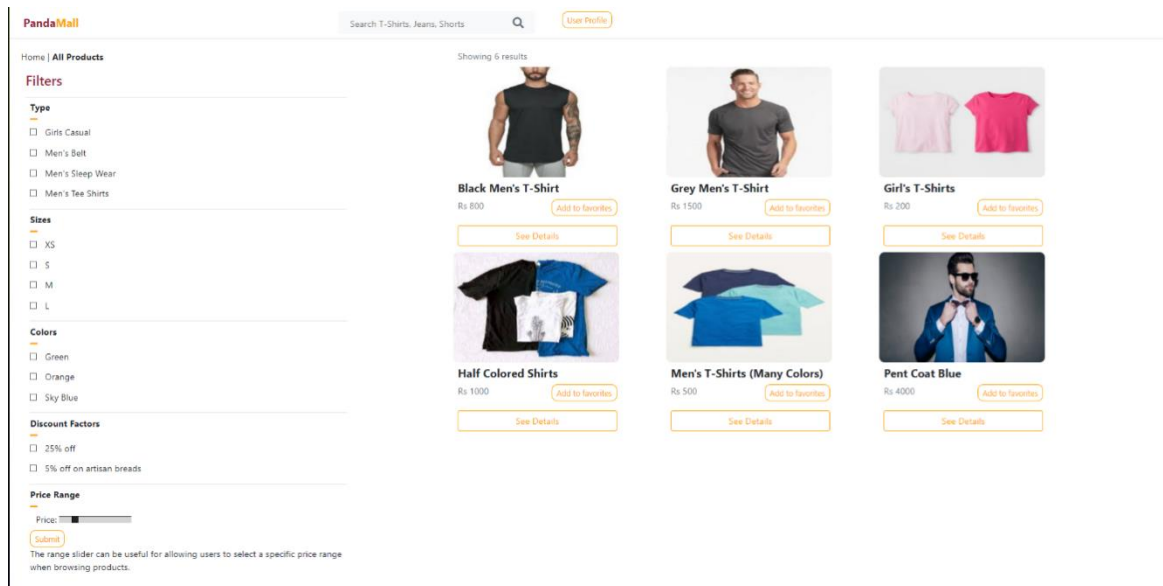 PandaMall
Search T-Shirts, Jeans, Shorts
User Profile
Home | All Products
Filters
Type
Girls Casual
Men's Belt
Men's Sleep Wear
Men's Tee Shirts
Sizes
XS
S
M
L
Colors
Green
Orange
Sky Blue
Discount Factors
25% off
5% off on artisan breads
Price Range
Price:
Submit
The range slider can be useful for allowing users to select a specific price range
when browsing products.
Showing 6 results
Black Men's T-Shirt
Rs 800 Add to favorites
See Details
Grey Men's T-Shirt
Rs 1500 Add to favorites
See Details
Girl's T-Shirts
Rs 200 Add to favorites
See Details
Half Colored Shirts
Rs 1000 Add to favorites
See Details
Men's T-Shirts (Many Colors)
Rs 500 Add to favorites
See Details
Pent Coat Blue
Rs 4000 Add to favorites
See Details